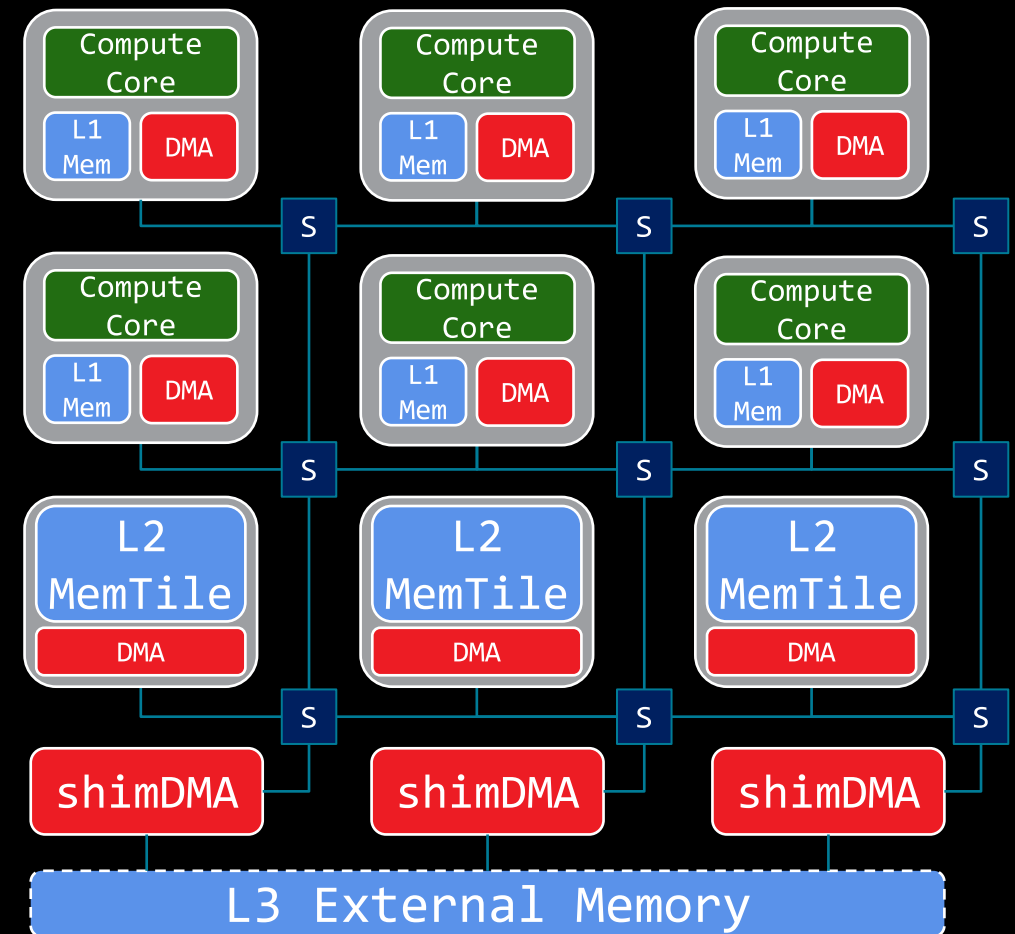 Compute
Core
L1
Mem
DMA
Compute
Core
L1
Mem
DMA
Compute
Core
L1
Mem
DMA
S
S
S
Compute
Core
L1
Mem
DMA
Compute
Core
L1
Mem
DMA
Compute
Core
L1
Mem
DMA
S
S
S
L2
MemTile
DMA
L2
MemTile
DMA
L2
MemTile
DMA
S
S
S
shimDMA
shimDMA
shimDMA
L3 External Memory